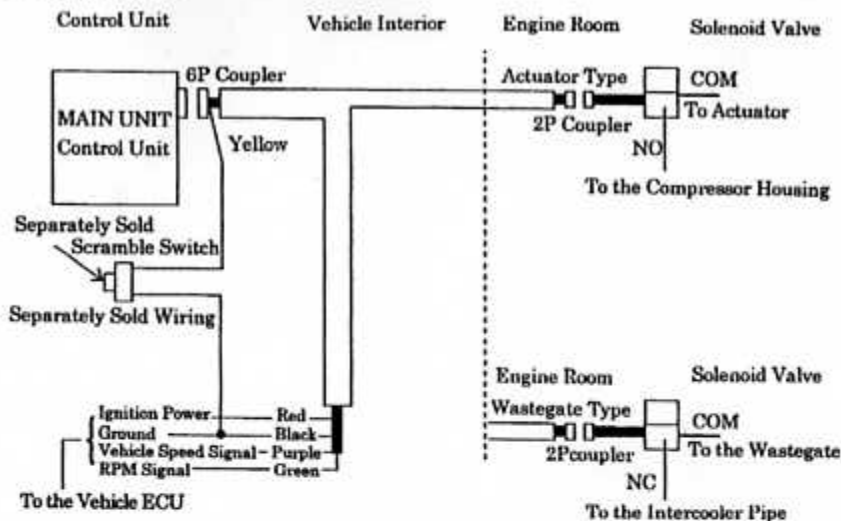 Control Unit
Vehicle Interior
Engine Room
Solenoid Valve
6P Coupler
Actuator Type
COM
MAIN UNIT
Control Unit
To Actuator
2P Coupler
Yellow
NO
To the Compressor Housing
Separately Sold
Scramble Switch
Separately Sold Wiring
Engine Room
Solenoid Valve
Ignition Power
Red
Wastegate Type
COM
Ground
Black
Vehicle Speed Signal
Purple
To the Wastegate
2Pcoupler
RPM Signal
Green
NC
To the Vehicle ECU
To the Intercooler Pipe